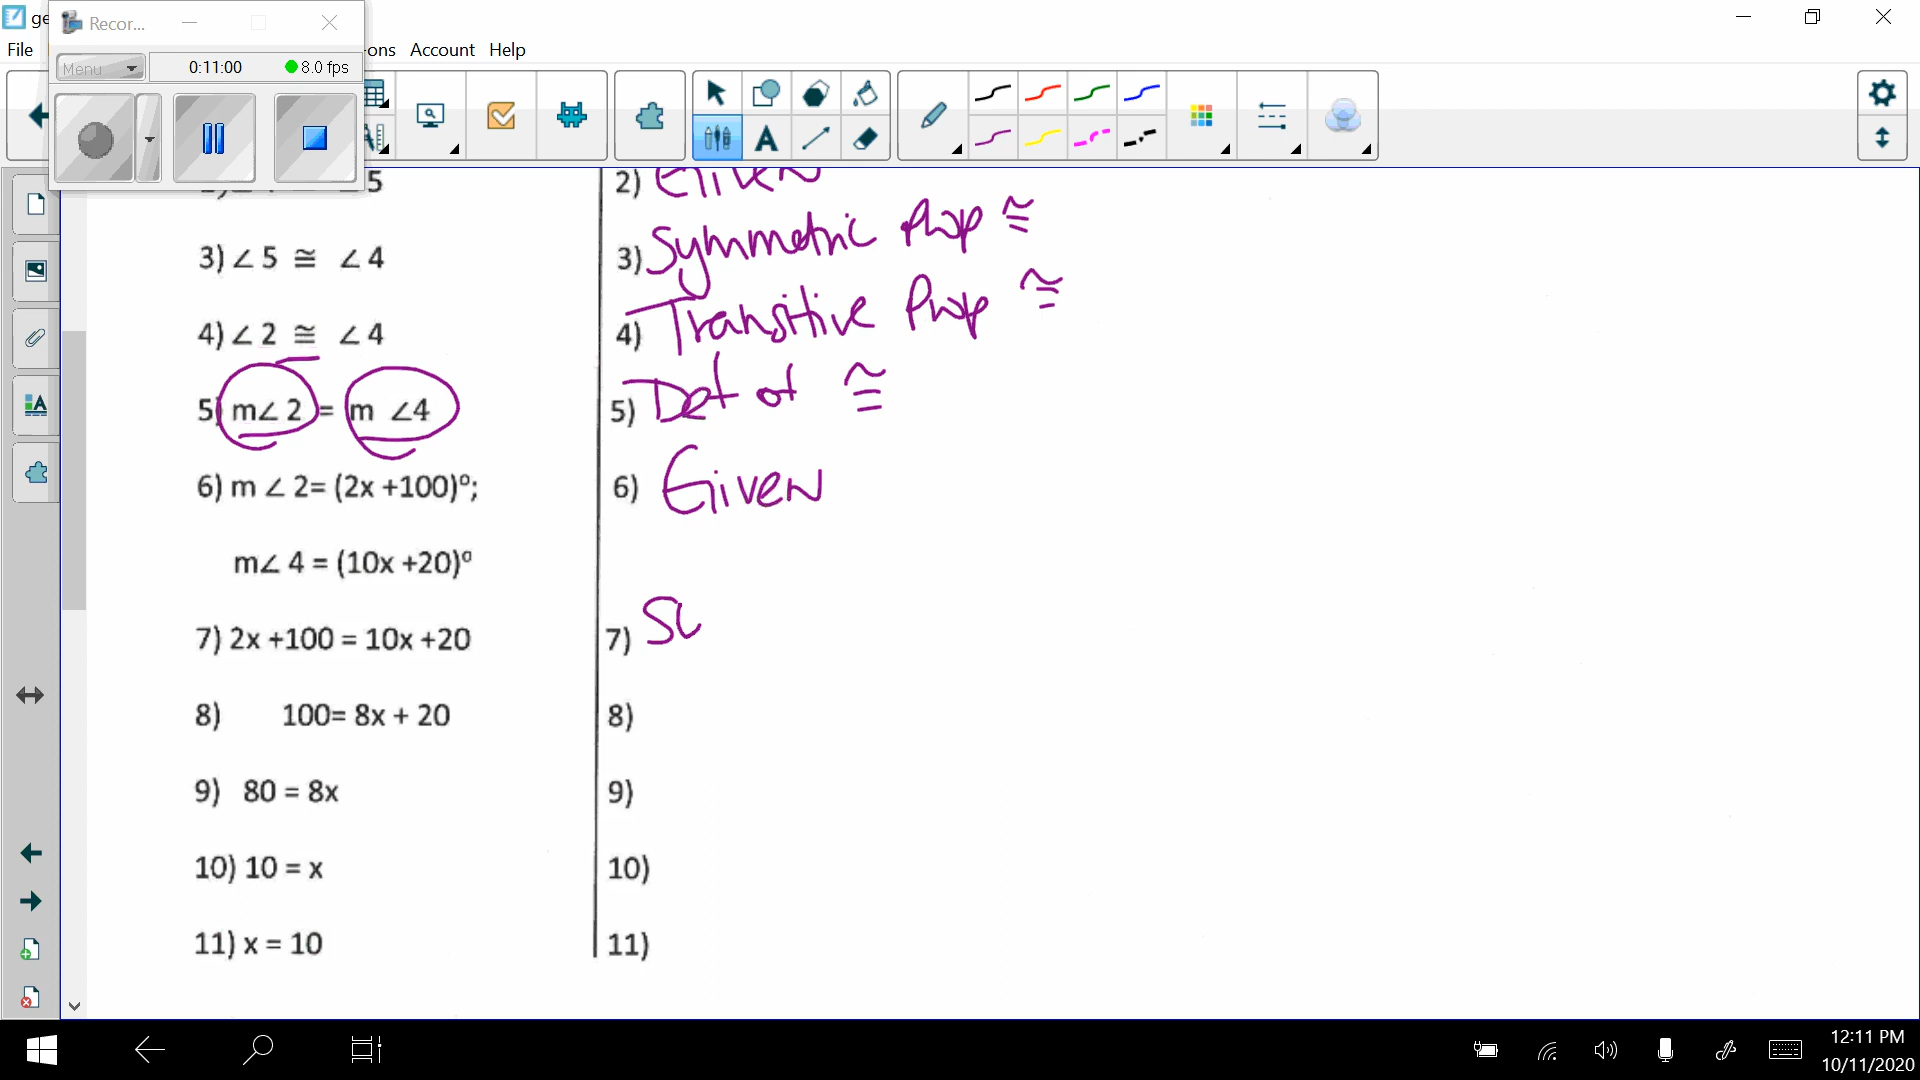 ge
Recor...
File
ons Account Help
Menu
0:11:00
8.0 fps
5
2) Given
3) ∠ 5 ≅ ∠ 4
3) Symmetric Prop ≅
4) ∠ 2 ≅ ∠ 4
4) Transitive Prop ≅
5) m∠ 2 = m ∠4
5) Def of ≅
6) m ∠ 2= (2x +100)º;
6) Given
m∠ 4 = (10x +20)º
7) 2x +100 = 10x +20
7) SU
8) 100= 8x + 20
8)
9) 80 = 8x
9)
10) 10 = x
10)
11) x = 10
11)
12:11 PM
10/11/2020